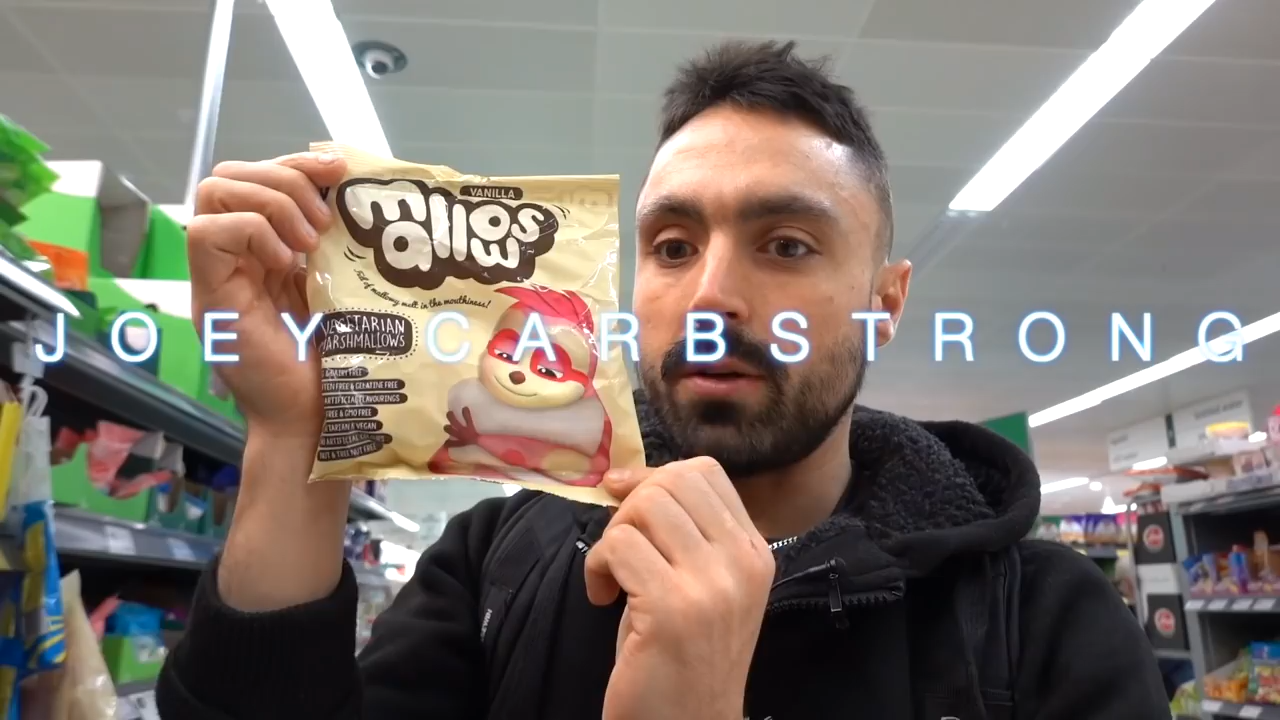 VANILLA
mallow
mallows
Full of mallowy melt in the mouthiness!
JOEY CARBSTRONG
VEGETARIAN
MARSHMALLOWS
DAIRY FREE
GLUTEN FREE & GELATINE FREE
ARTIFICIAL FLAVOURINGS
FREE & GMO FREE
VEGETARIAN & VEGAN
NO ARTIFICIAL COLOURS
NUT & TREE NUT FREE